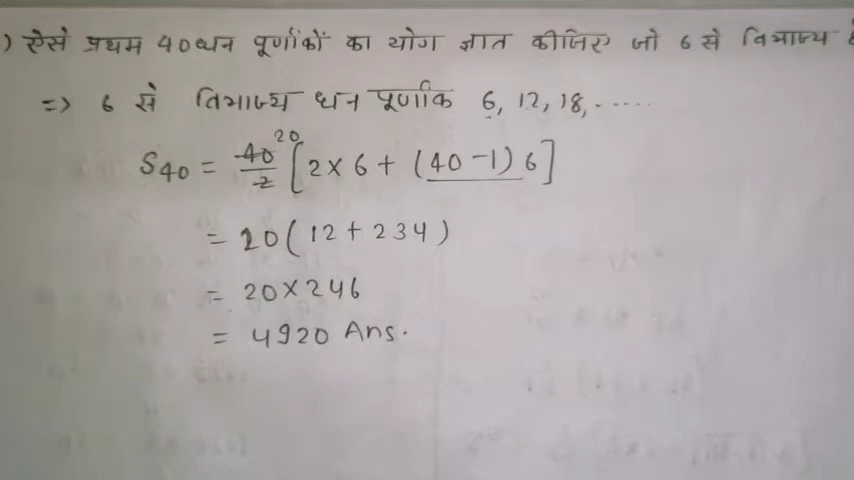 ) ऐसे प्रथम 40 धन पूर्णांकों का योग ज्ञात कीजिए जो 6 से विभाज्य है
=> 6 से विभाज्य धन पूर्णांक 6, 12, 18, ......
S40 = 40/2 20 [2 × 6 + (40 - 1) 6]
= 20 (12 + 234)
= 20 × 246
= 4920 Ans.